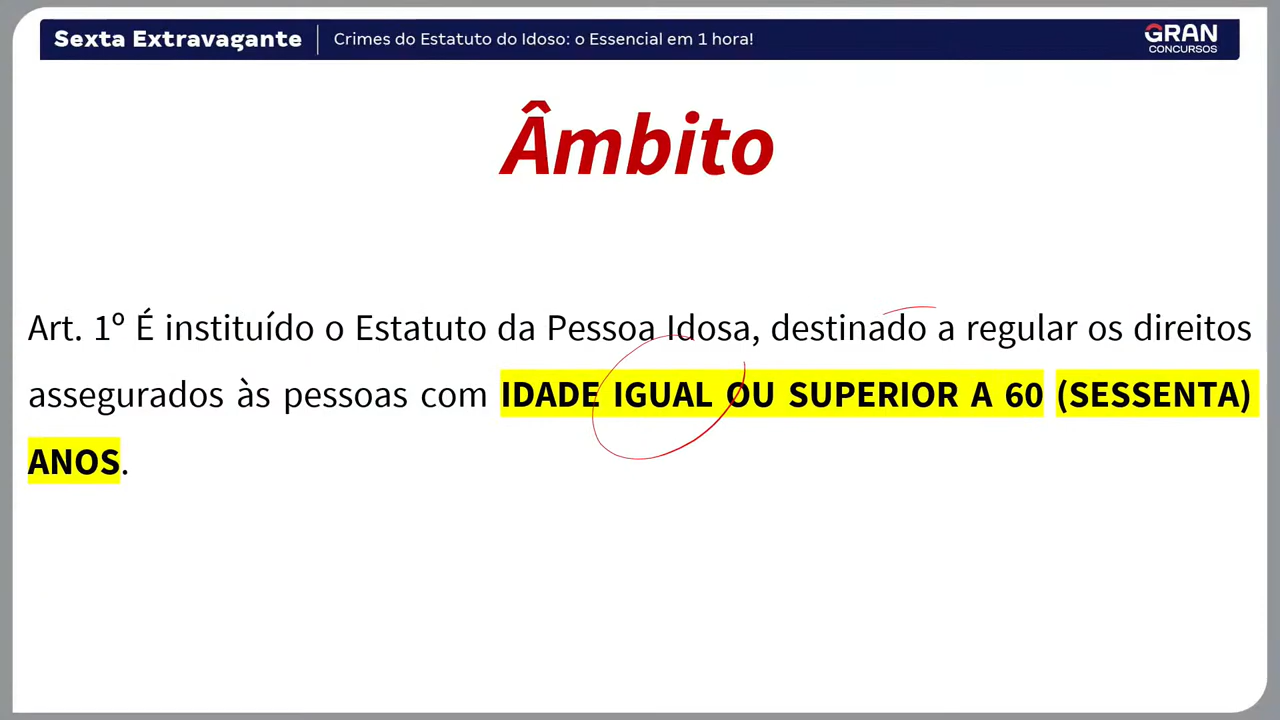 Sexta Extravagante
Crimes do Estatuto do Idoso: o Essencial em 1 hora!
GRAN
CONCURSOS
Âmbito
Art. 1º É instituído o Estatuto da Pessoa Idosa, destinado a regular os direitos
assegurados às pessoas com IDADE IGUAL OU SUPERIOR A 60 (SESSENTA)
ANOS.